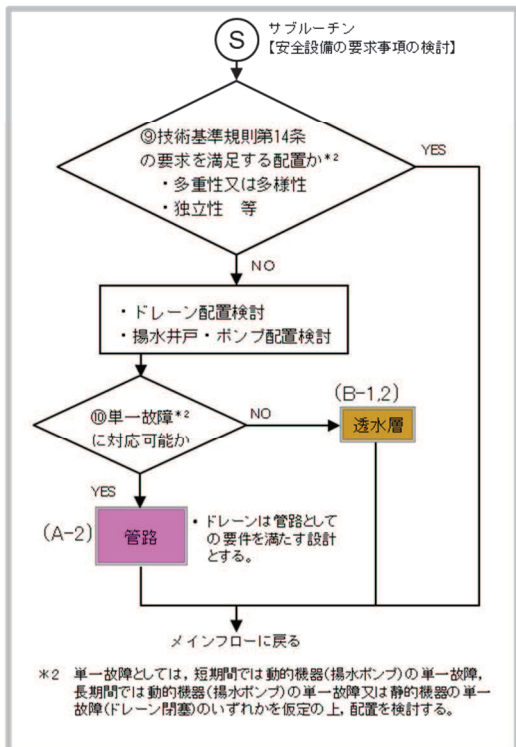 S
サブルーチン
【安全設備の要求事項の検討】
⑨技術基準規則第14条
の要求を満足する配置か*2
・多重性又は多様性
・独立性 等
YES
NO
・ドレーン配置検討
・揚水井戸・ポンプ配置検討
⑩単一故障*2
に対応可能か
NO
(B-1,2)
透水層
YES
(A-2)
管路
・ドレーンは管路として
の要件を満たす設計
とする。
メインフローに戻る
*2 単一故障としては,短期間では動的機器(揚水ポンプ)の単一故障,
長期間では動的機器(揚水ポンプ)の単一故障又は静的機器の単一
故障(ドレーン閉塞)のいずれかを仮定の上,配置を検討する。